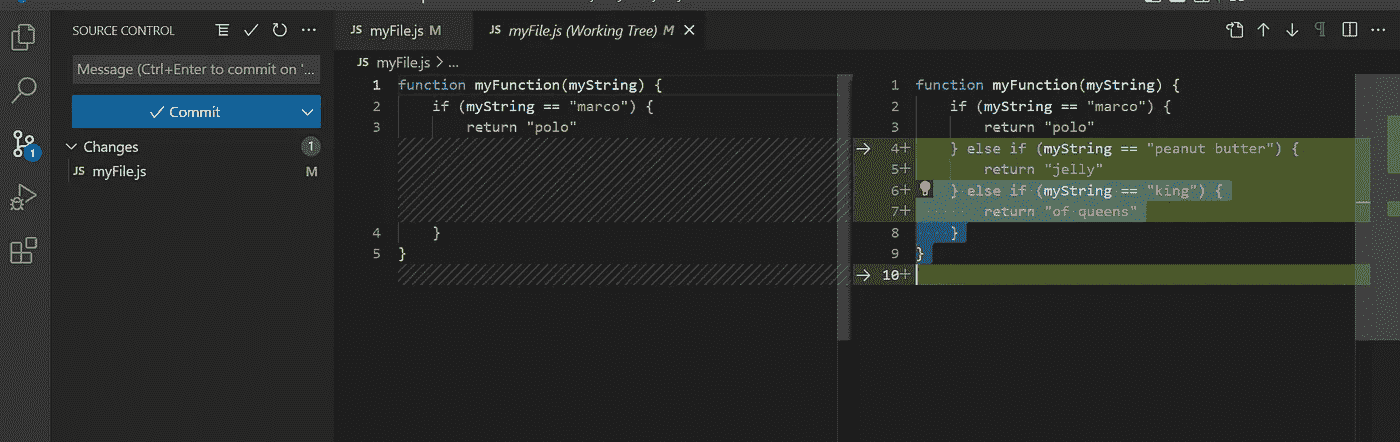 SOURCE CONTROL
Message (Ctrl+Enter to commit on '...
Commit
Changes 1
JS myFile.js M
1
JS myFile.js M
JS myFile.js (Working Tree) M
JS myFile.js > ...
1 function myFunction(myString) {
2 if (myString == "marco") {
3 return "polo"
4 }
5 }
1 function myFunction(myString) {
2 if (myString == "marco") {
3 return "polo"
4+ } else if (myString == "peanut butter") {
5+ return "jelly"
6+ } else if (myString == "king") {
7+ return "of queens"
8 }
9 }
10+